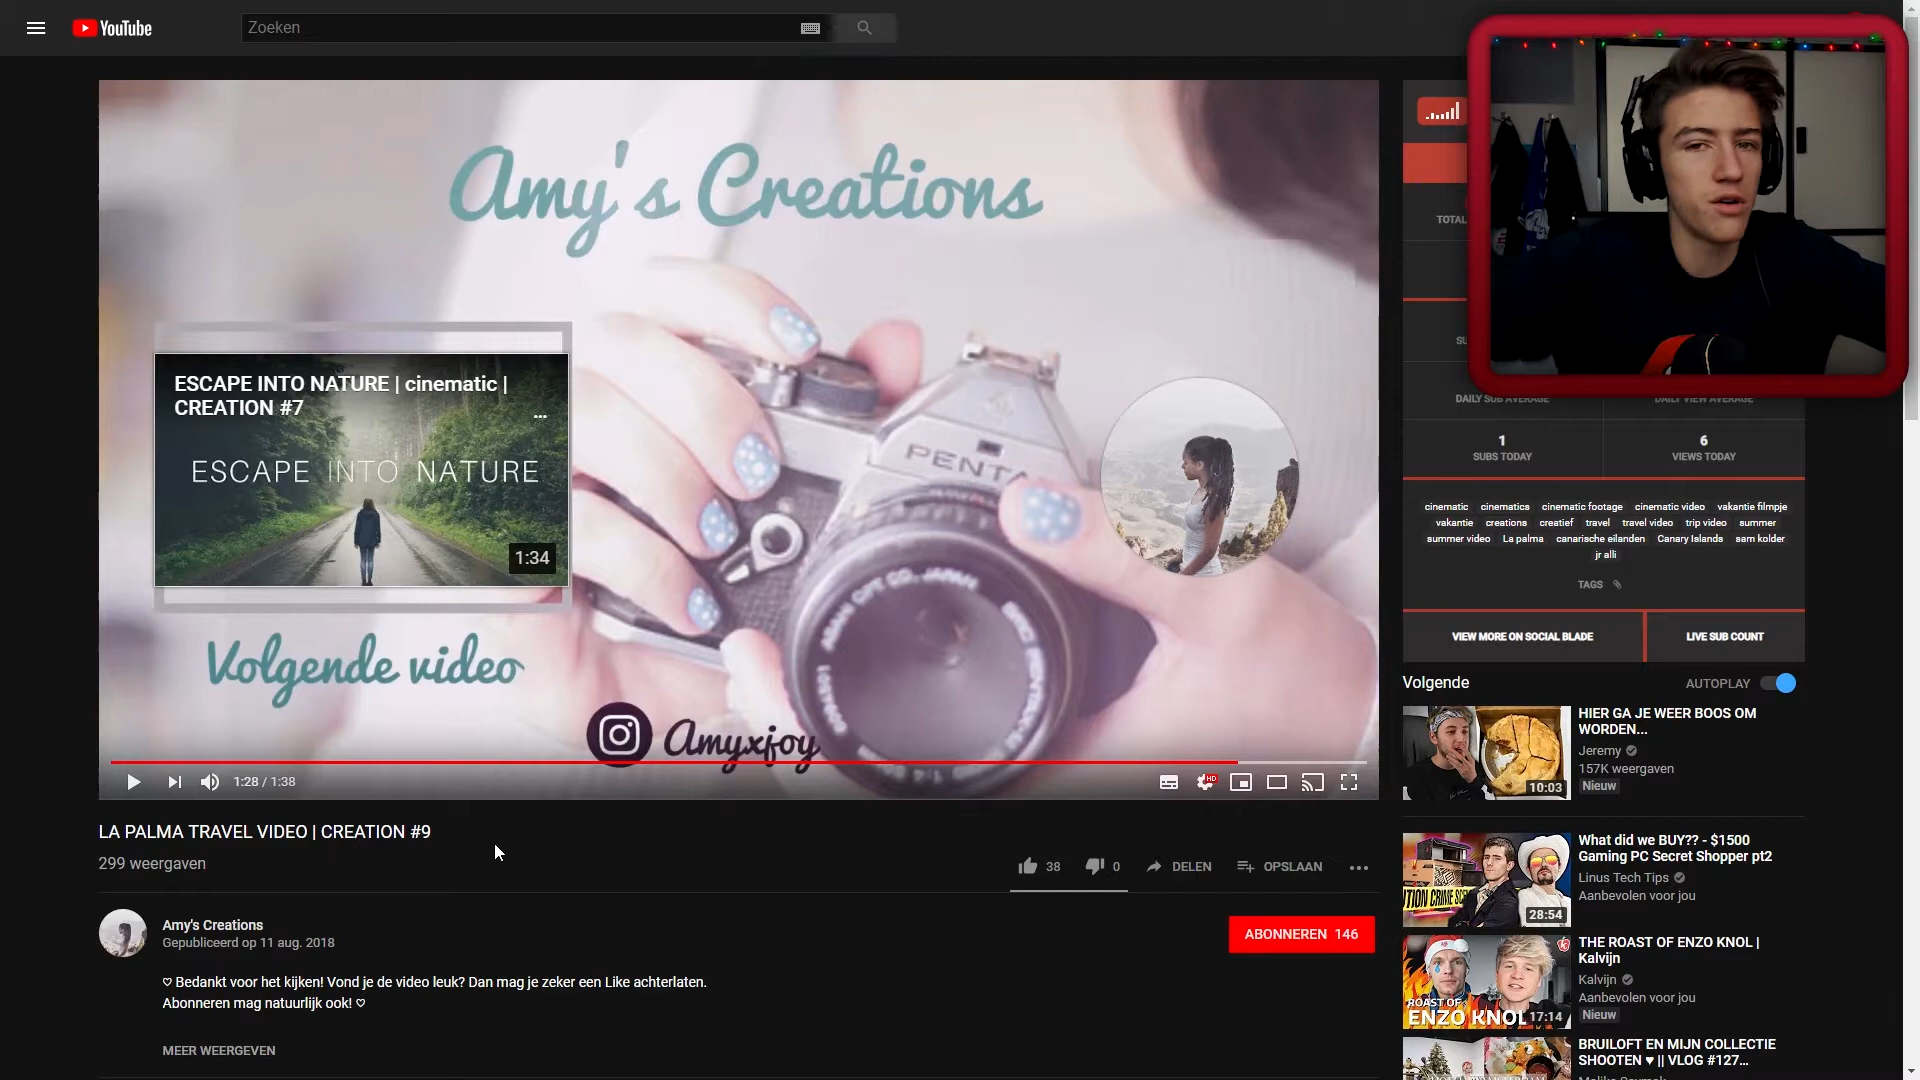 YouTube
Zoeken
Amy's Creations
ESCAPE INTO NATURE | cinematic |
CREATION #7
...
ESCAPE INTO NATURE
1:34
PENTA
Volgende video
Amyxjoy
1:28 / 1:38
HD
LA PALMA TRAVEL VIDEO | CREATION #9
299 weergaven
38
0
DELEN
OPSLAAN
Amy's Creations
Gepubliceerd op 11 aug. 2018
ABONNEREN 146
♡ Bedankt voor het kijken! Vond je de video leuk? Dan mag je zeker een Like achterlaten.
Abonneren mag natuurlijk ook! ♡
MEER WEERGEVEN
TOTAL
SU
DAILY SUB AVERAGE
DAILY VIEW AVERAGE
1
SUBS TODAY
6
VIEWS TODAY
cinematic cinematics cinematic footage cinematic video vakantie filmpje
vakantie creations creatief travel travel video trip video summer
summer video La palma canarische eilanden Canary Islands sam kolder
jr alli
TAGS
VIEW MORE ON SOCIAL BLADE
LIVE SUB COUNT
Volgende
AUTOPLAY
10:03
HIER GA JE WEER BOOS OM
WORDEN...
Jeremy
157K weergaven
Nieuw
28:54
What did we BUY?? - $1500
Gaming PC Secret Shopper pt2
Linus Tech Tips
Aanbevolen voor jou
ROAST OF
ENZO KNOL
17:14
THE ROAST OF ENZO KNOL |
Kalvijn
Kalvijn
Aanbevolen voor jou
Nieuw
BRUILOFT EN MIJN COLLECTIE
SHOOTEN ♥ || VLOG #127...